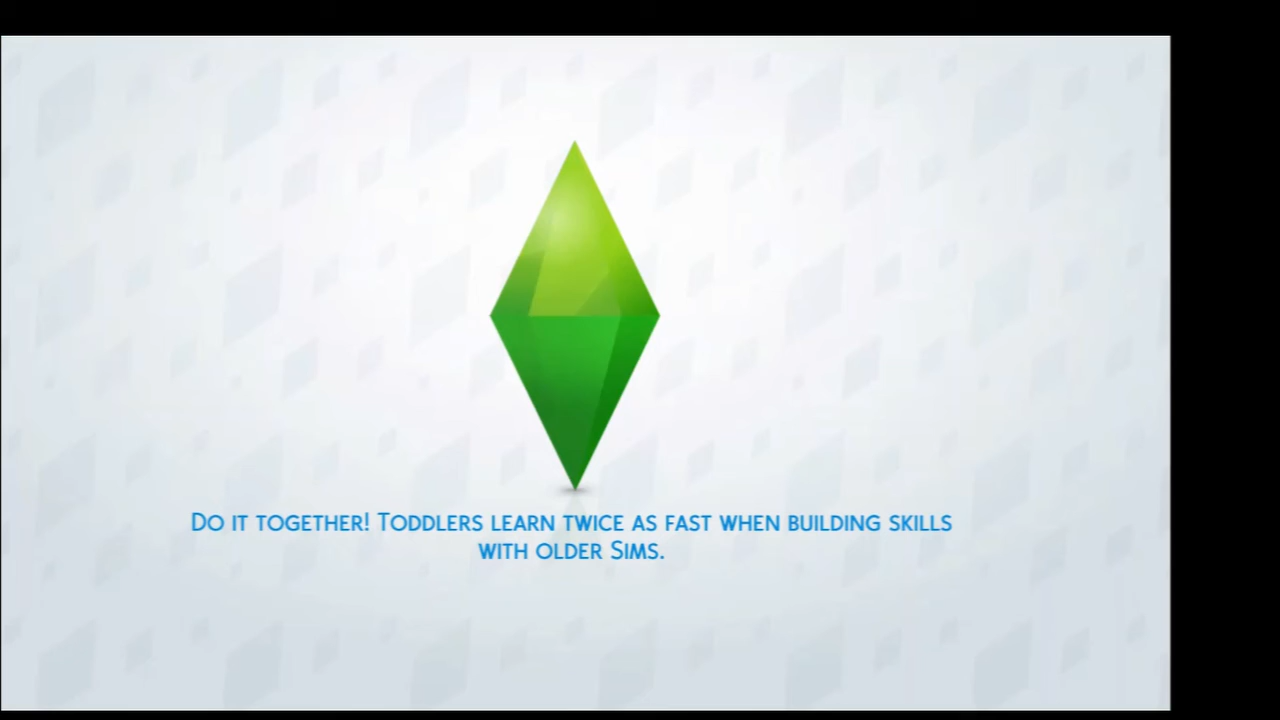 Do it together! Toddlers learn twice as fast when building skills
with older Sims.